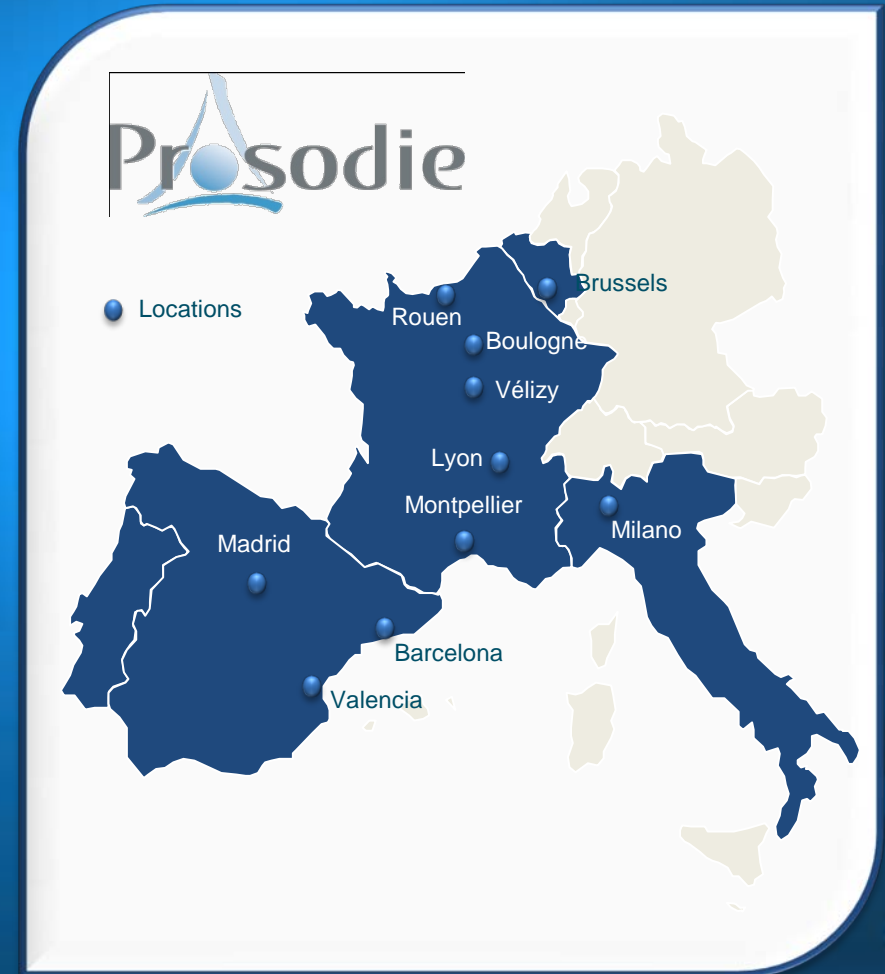 Prosodie
Locations
Brussels
Rouen
Boulogne
Vélizy
Lyon
Montpellier
Milano
Madrid
Barcelona
Valencia